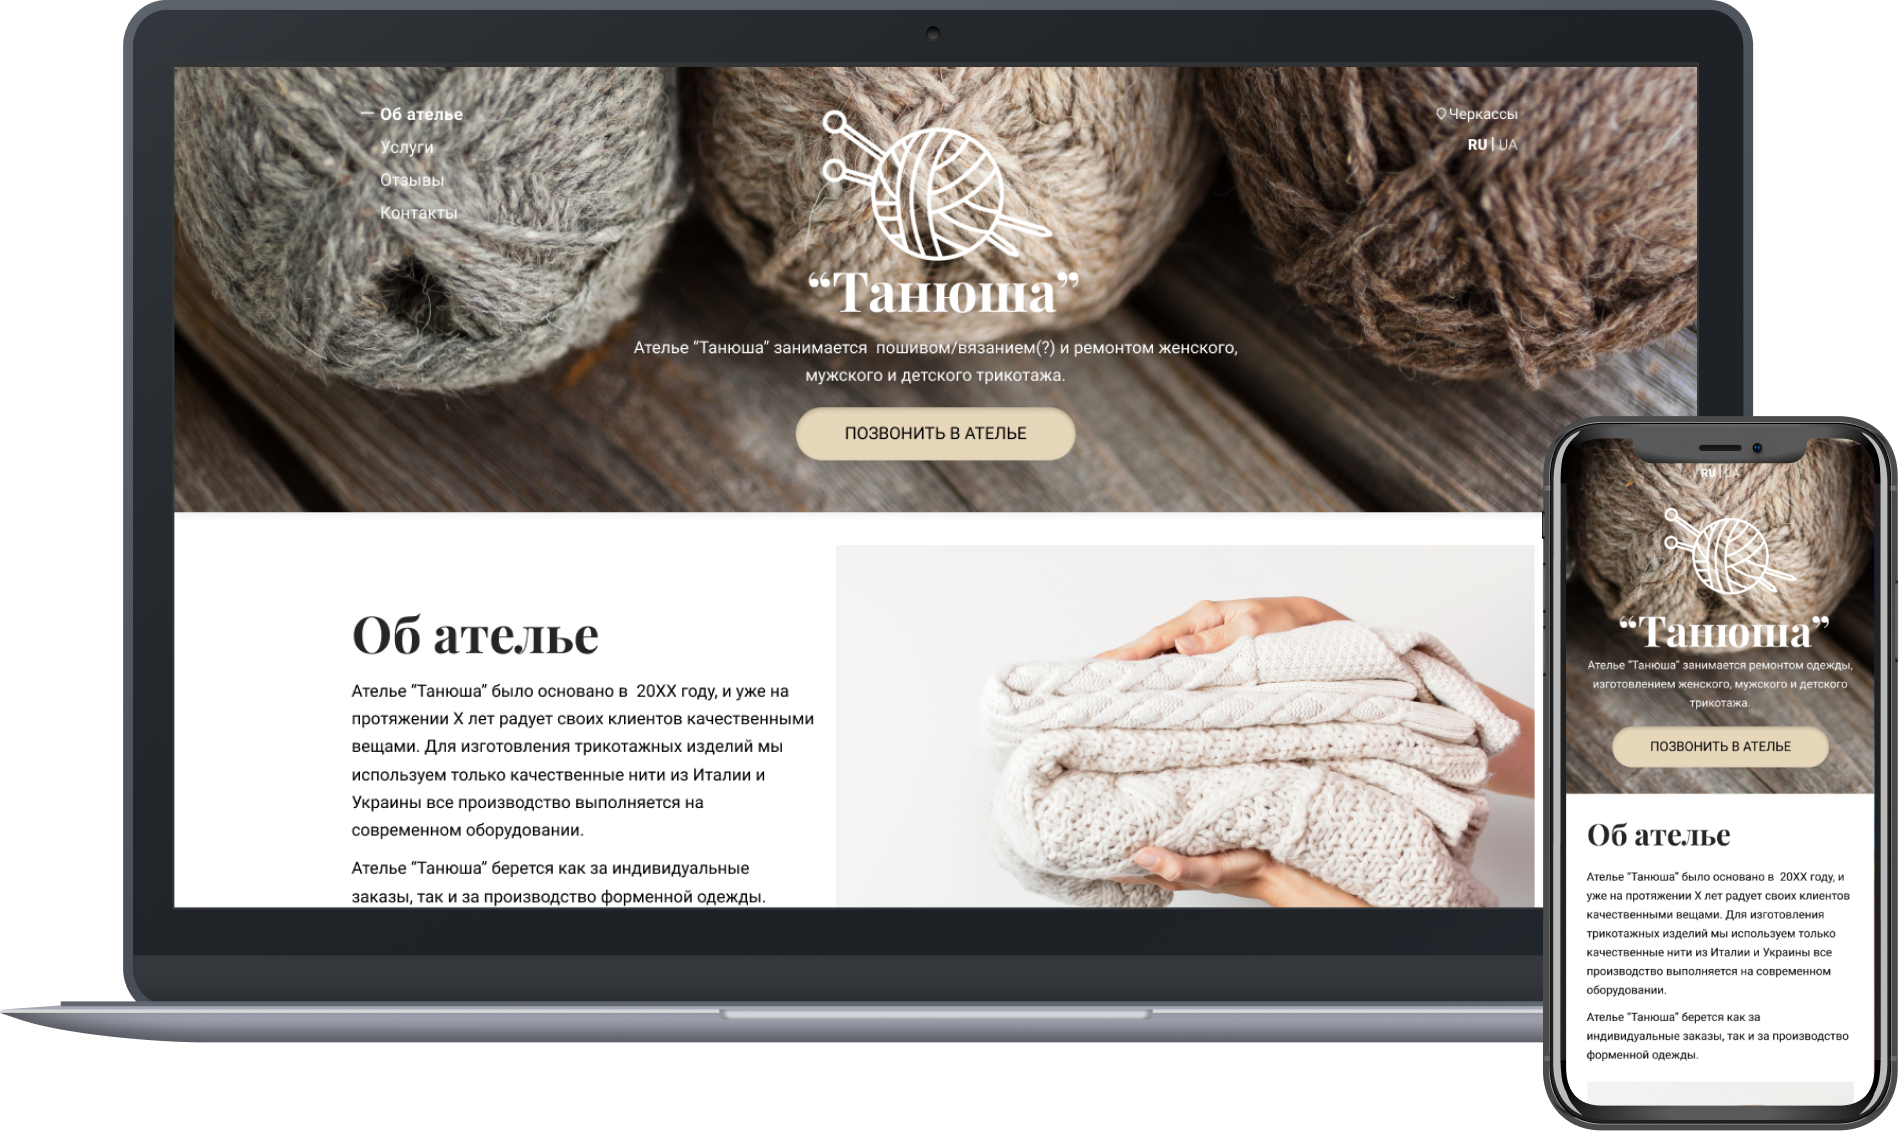 Об ателье
Услуги
Отзывы
Контакты
Черкассы
RU | UA
“Танюша”
Ателье “Танюша” занимается  пошивом/вязанием(?) и ремонтом женского,
мужского и детского трикотажа.
ПОЗВОНИТЬ В АТЕЛЬЕ
Об ателье
Ателье “Танюша” было основано в  20XX году, и уже на
протяжении X лет радует своих клиентов качественными
вещами. Для изготовления трикотажных изделий мы
используем только качественные нити из Италии и
Украины все производство выполняется на
современном оборудовании.
Ателье “Танюша” берется как за индивидуальные
заказы, так и за производство форменной одежды.
RU | UA
“Танюша”
Ателье “Танюша” занимается ремонтом одежды,
изготовлением женского, мужского и детского
трикотажа.
ПОЗВОНИТЬ В АТЕЛЬЕ
Об ателье
Ателье “Танюша” было основано в  20XX году, и
уже на протяжении X лет радует своих клиентов
качественными вещами. Для изготовления
трикотажных изделий мы используем только
качественные нити из Италии и Украины все
производство выполняется на современном
оборудовании.
Ателье “Танюша” берется как за
индивидуальные заказы, так и за производство
форменной одежды.